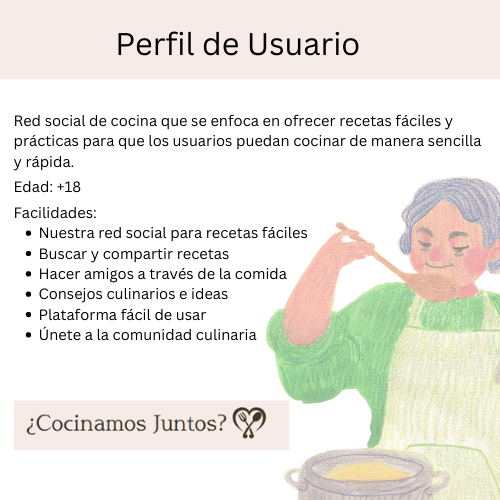 Perfil de Usuario
Red social de cocina que se enfoca en ofrecer recetas fáciles y
prácticas para que los usuarios puedan cocinar de manera sencilla
y rápida.
Edad: +18
Facilidades:
• Nuestra red social para recetas fáciles
• Buscar y compartir recetas
• Hacer amigos a través de la comida
• Consejos culinarios e ideas
• Plataforma fácil de usar
• Únete a la comunidad culinaria
¿Cocinamos Juntos?